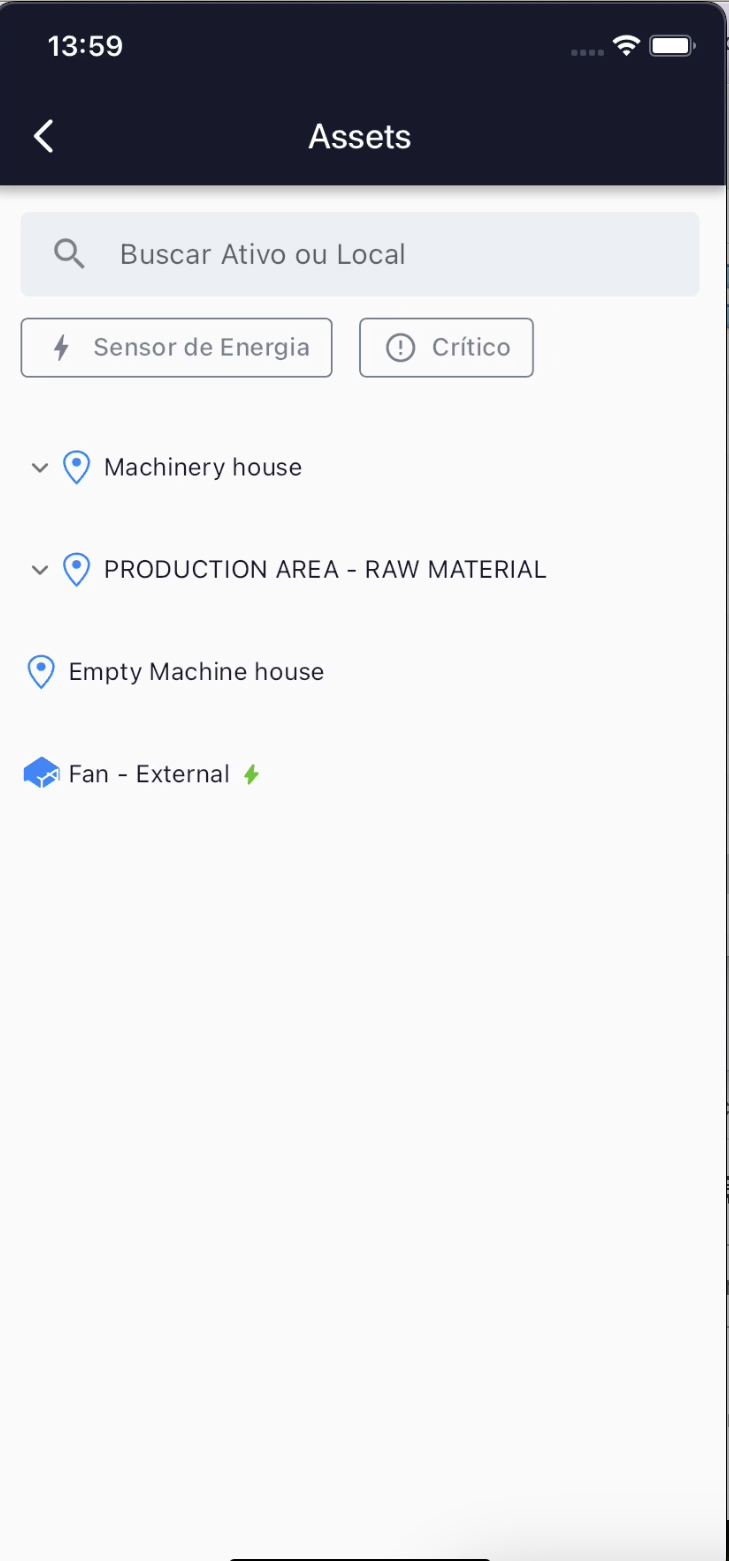 13:59
Assets
Buscar Ativo ou Local
Sensor de Energia
Crítico
Machinery house
PRODUCTION AREA - RAW MATERIAL
Empty Machine house
Fan - External